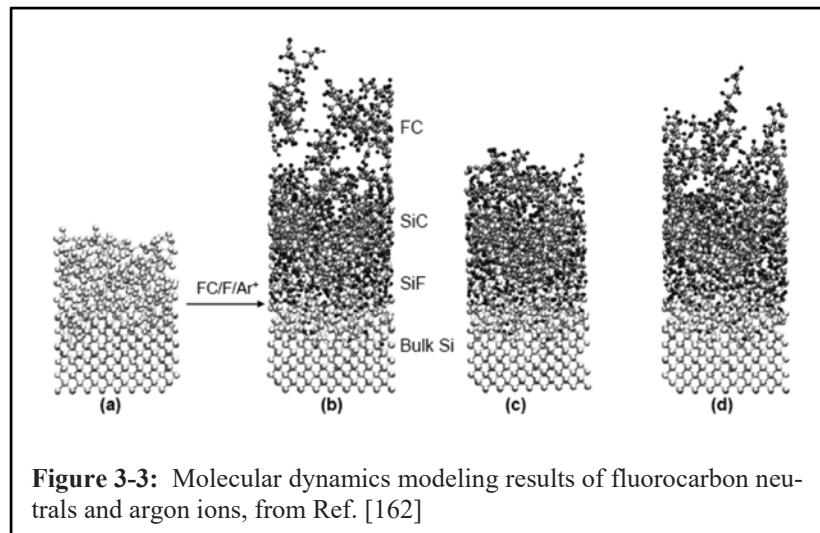 FC
SiC
SiF
FC/F/Ar⁺
Bulk Si
(a)
(b)
(c)
(d)
Figure 3-3: Molecular dynamics modeling results of fluorocarbon neu-
trals and argon ions, from Ref. [162]